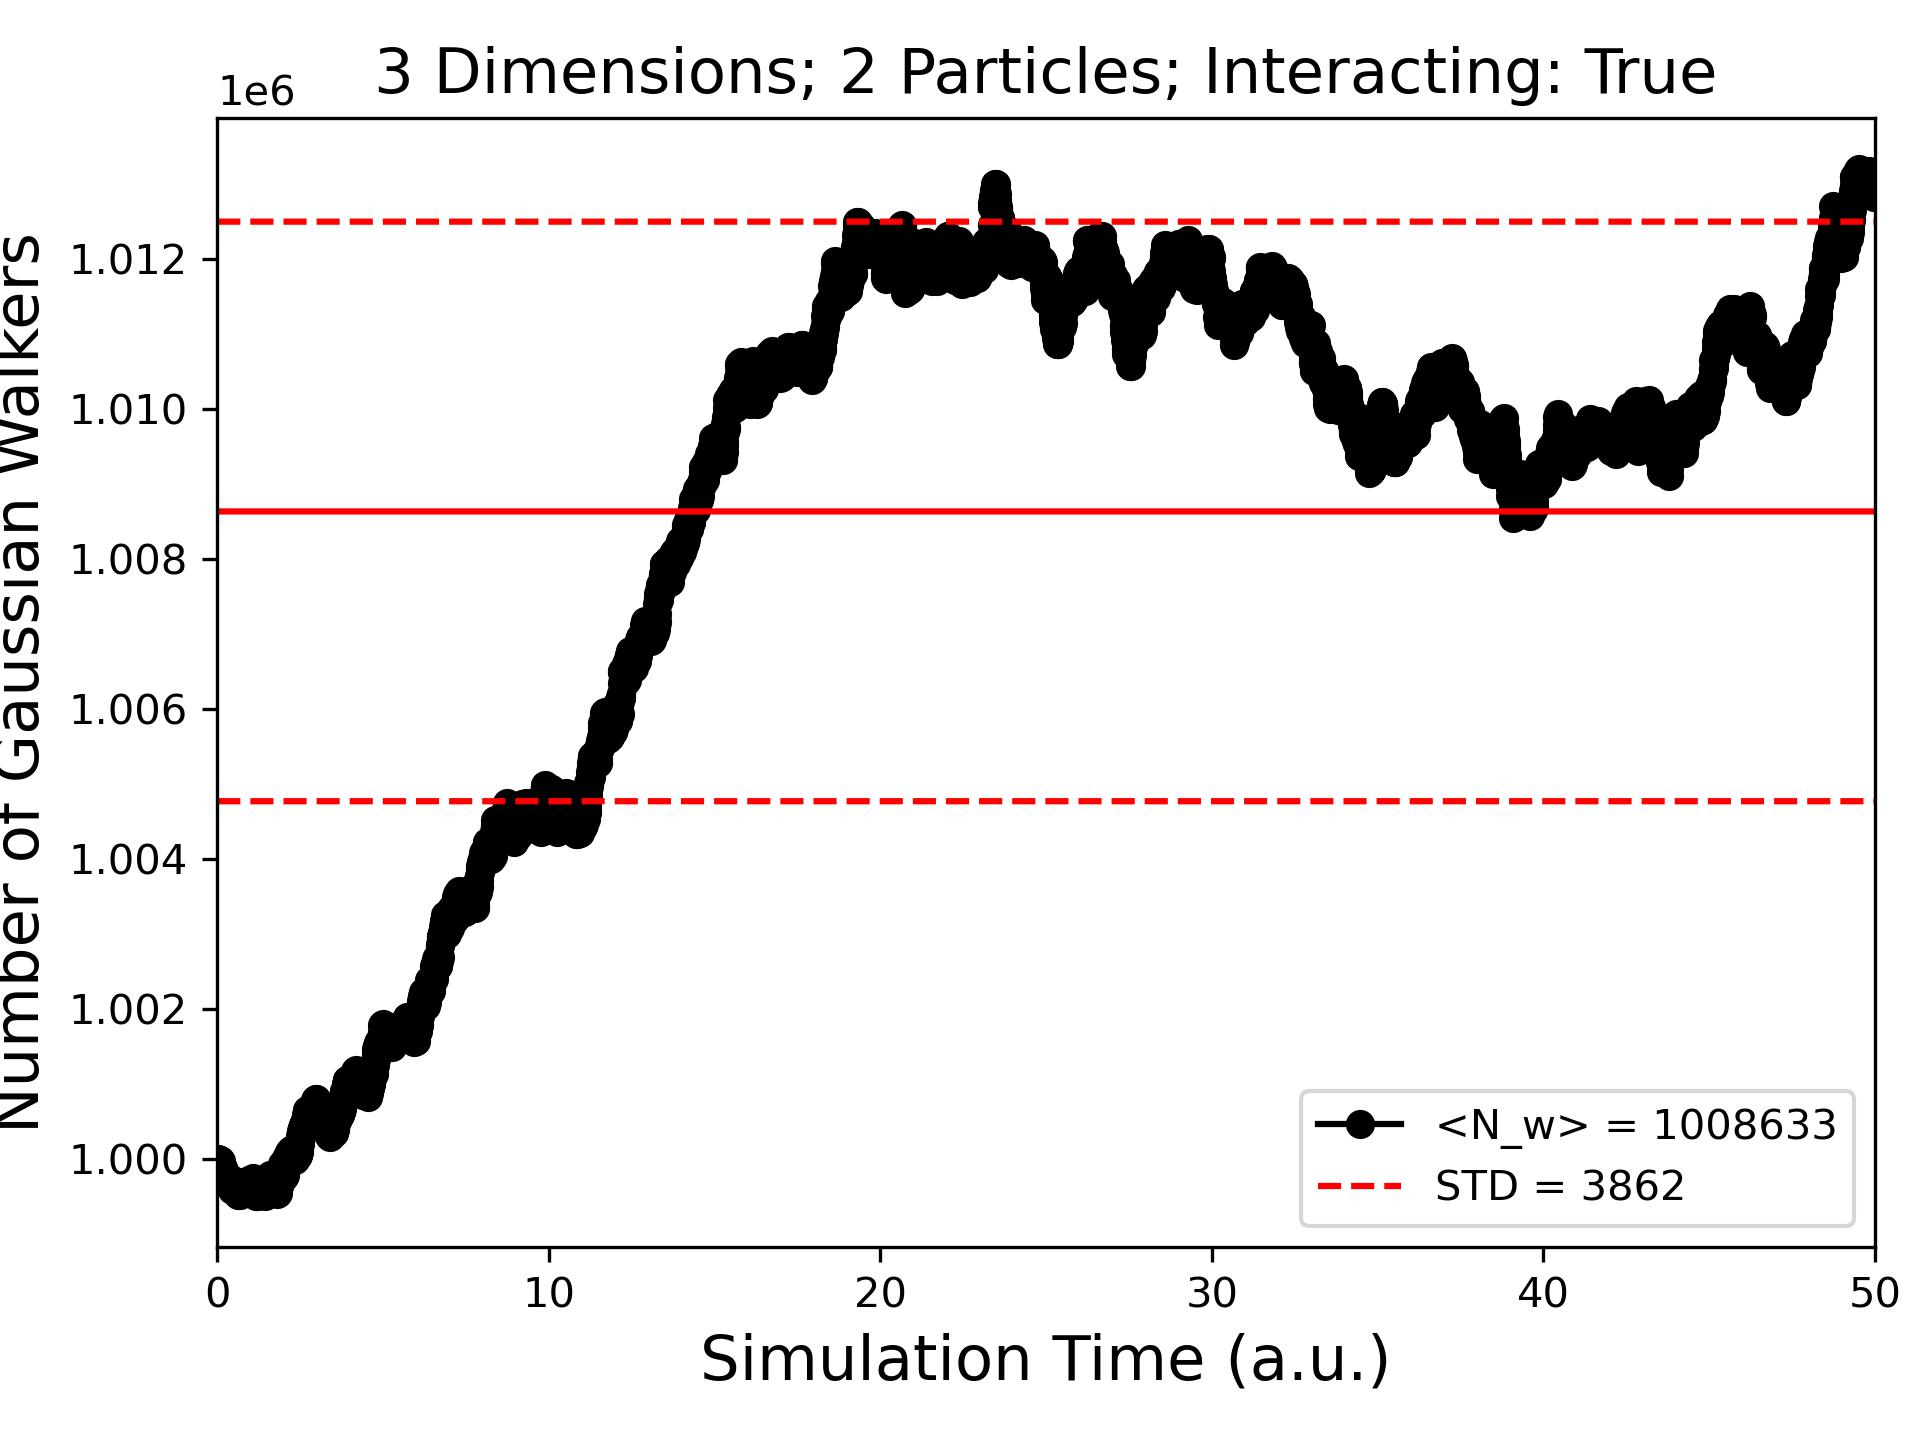 3 Dimensions; 2 Particles; Interacting: True
1e6
Number of Gaussian Walkers
1.012
1.010
1.008
1.006
1.004
1.002
1.000
<N_w> = 1008633
STD = 3862
0 10 20 30 40 50
Simulation Time (a.u.)